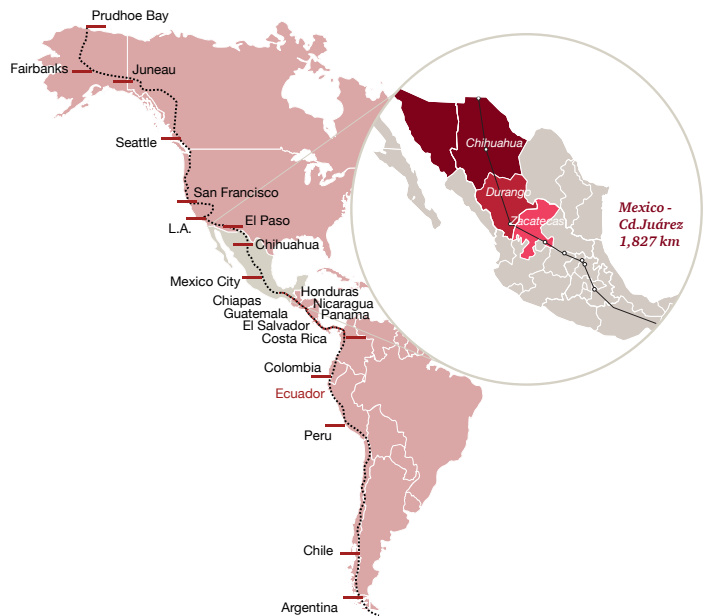 Prudhoe Bay
Fairbanks
Juneau
Seattle
San Francisco
L.A.
El Paso
Chihuahua
Mexico City
Honduras
Chiapas
Nicaragua
Guatemala
Panama
El Salvador
Costa Rica
Colombia
Ecuador
Peru
Chile
Argentina
Chihuahua
Durango
Zacatecas
Mexico -
Cd.Juárez
1,827 km